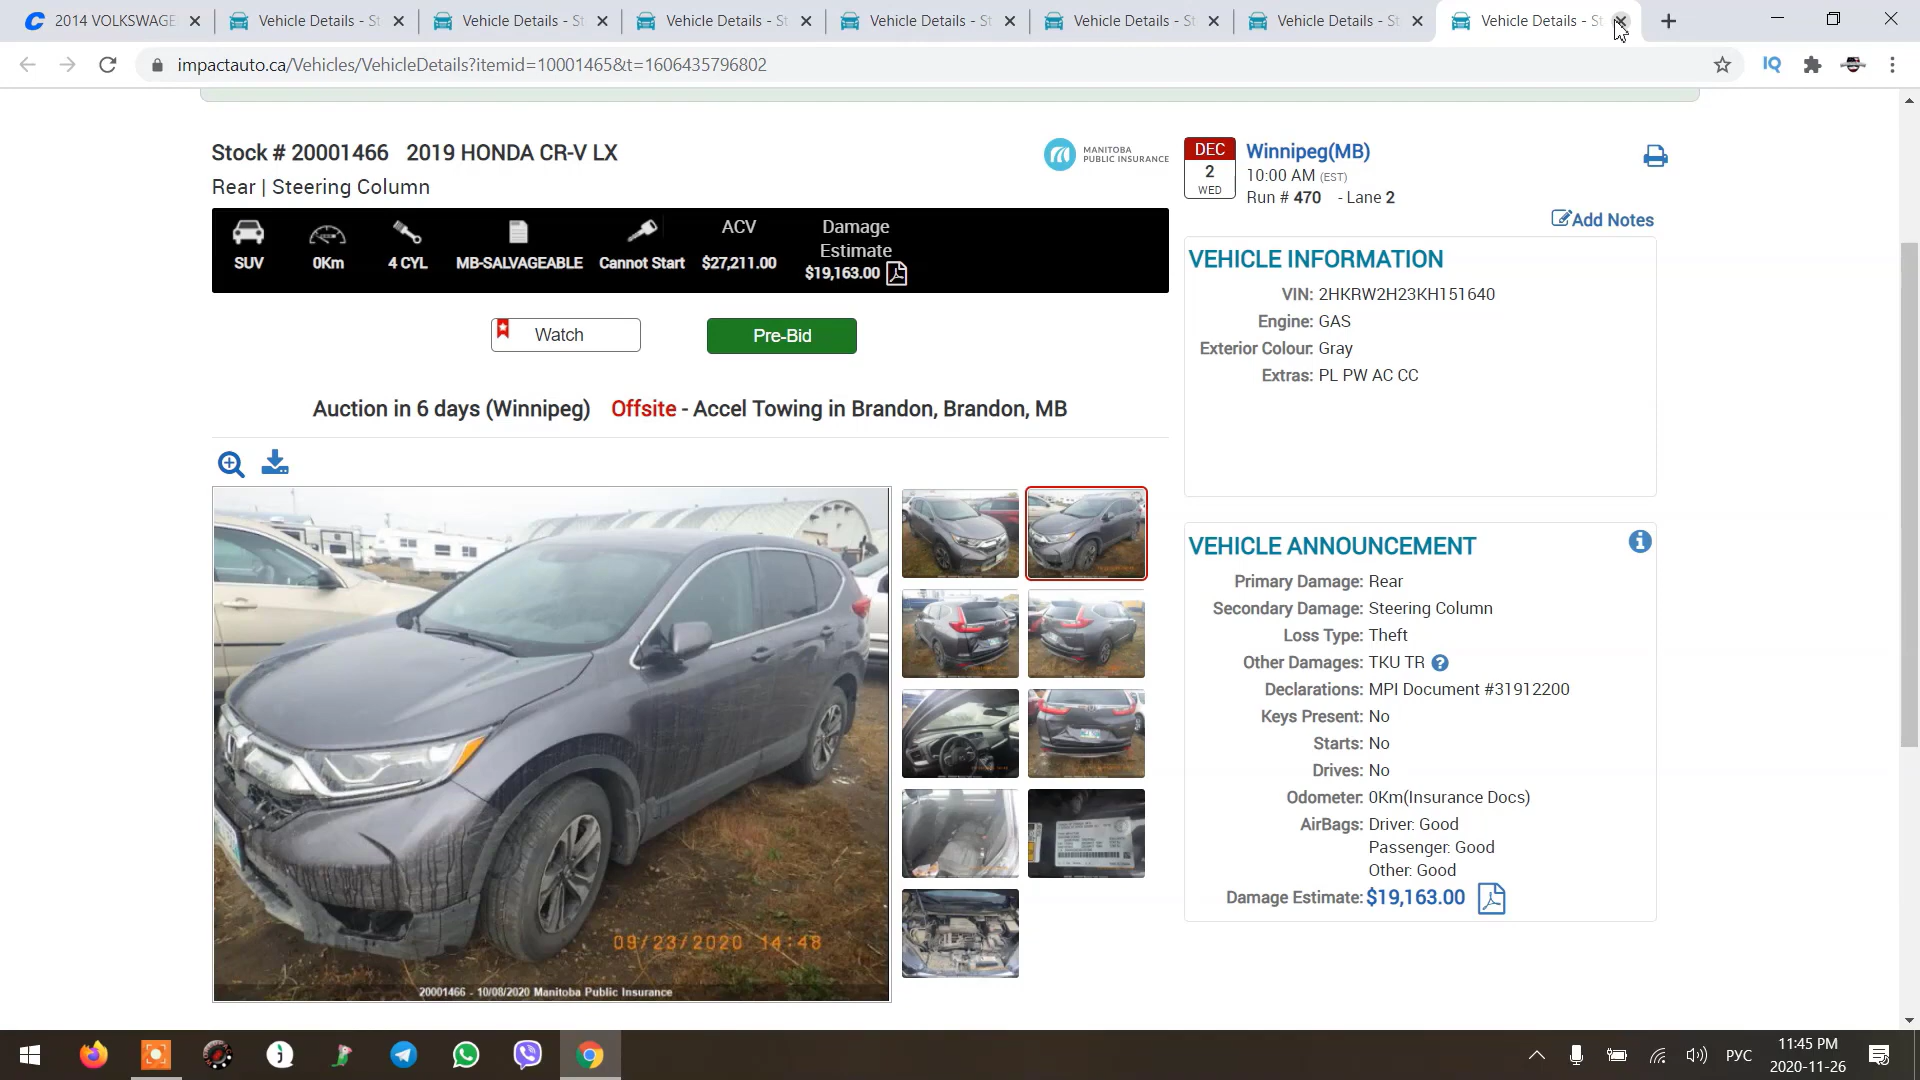 2014 VOLKSWAGE
Vehicle Details - St
Vehicle Details - St
Vehicle Details - St
Vehicle Details - St
Vehicle Details - St
Vehicle Details - St
Vehicle Details - St
impactauto.ca/Vehicles/VehicleDetails?itemid=10001465&t=1606435796802
IQ
Stock # 20001466 2019 HONDA CR-V LX
Rear | Steering Column
MANITOBA
PUBLIC INSURANCE
SUV
0Km
4 CYL
MB-SALVAGEABLE
Cannot Start
ACV
$27,211.00
Damage
Estimate
$19,163.00
Watch
Pre-Bid
Auction in 6 days (Winnipeg) Offsite - Accel Towing in Brandon, Brandon, MB
09/23/2020 14:48
20001466 - 10/08/2020 Manitoba Public Insurance
DEC
2
WED
Winnipeg(MB)
10:00 AM (EST)
Run # 470 - Lane 2
Add Notes
VEHICLE INFORMATION
VIN: 2HKRW2H23KH151640
Engine: GAS
Exterior Colour: Gray
Extras: PL PW AC CC
VEHICLE ANNOUNCEMENT
Primary Damage: Rear
Secondary Damage: Steering Column
Loss Type: Theft
Other Damages: TKU TR
Declarations: MPI Document #31912200
Keys Present: No
Starts: No
Drives: No
Odometer: 0Km(Insurance Docs)
AirBags: Driver: Good
Passenger: Good
Other: Good
Damage Estimate: $19,163.00
РУС
11:45 PM
2020-11-26